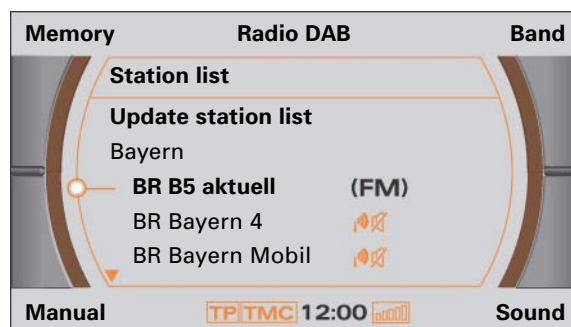 Memory Radio DAB Band
Station list
Update station list
Bayern
BR B5 aktuell (FM)
BR Bayern 4
BR Bayern Mobil
Manual TP TMC 12:00 Sound